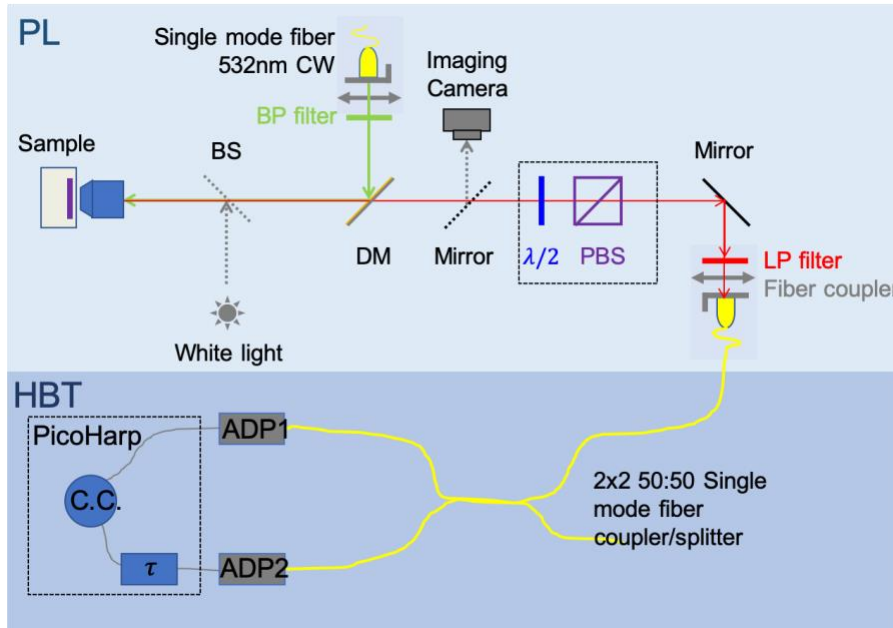 PL
Single mode fiber
532nm CW
Imaging
Camera
BP filter
Sample
BS
Mirror
DM
Mirror
λ/2
PBS
LP filter
Fiber coupler
White light
HBT
PicoHarp
ADP1
C.C.
2x2 50:50 Single
mode fiber
coupler/splitter
τ
ADP2